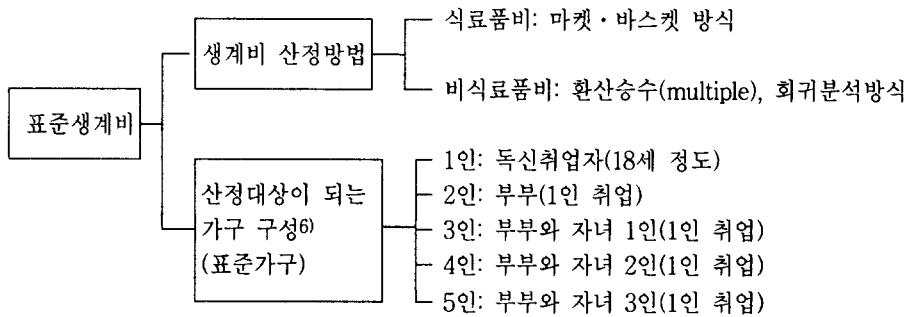 표준생계비
생계비 산정방법
식료품비: 마켓・바스켓 방식
비식료품비: 환산승수(multiple), 회귀분석방식
산정대상이 되는
가구 구성6)
(표준가구)
1인: 독신취업자(18세 정도)
2인: 부부(1인 취업)
3인: 부부와 자녀 1인(1인 취업)
4인: 부부와 자녀 2인(1인 취업)
5인: 부부와 자녀 3인(1인 취업)